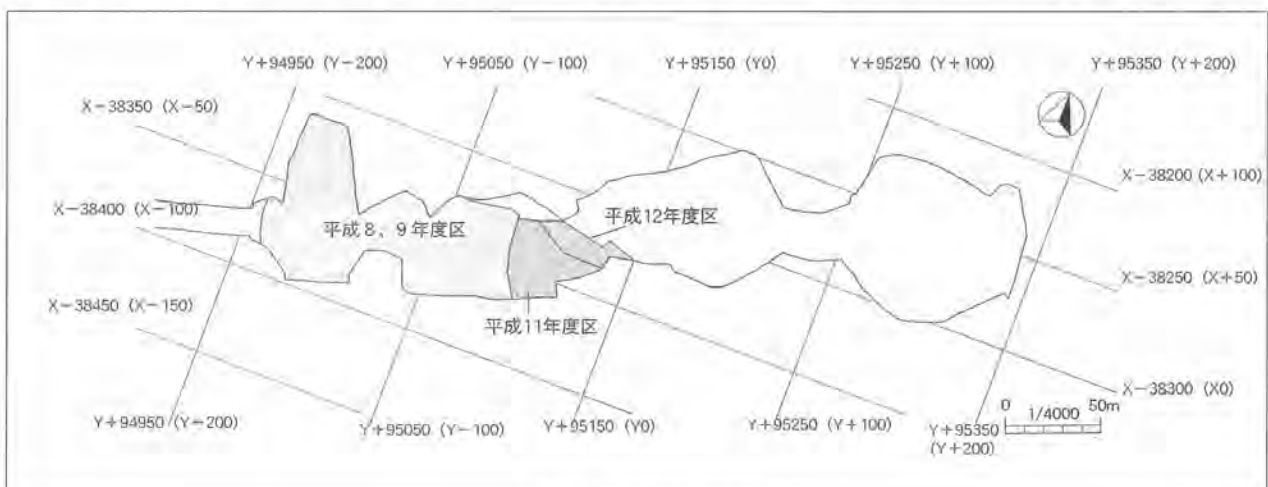 Y+94950 (Y-200)
Y+95050 (Y-100)
Y+95150 (Y0)
Y+95250 (Y+100)
Y+95350 (Y+200)
X-38350 (X-50)
X-38200 (X+100)
X-38400 (X-100)
平成12年度区
平成8、9年度区
X-38250 (X+50)
X-38450 (X-150)
平成11年度区
X-38300 (X0)
0 1/4000 50m
Y+94950 (Y-200)
Y+95050 (Y-100)
Y+95150 (Y0)
Y+95250 (Y+100)
Y+95350
(Y+200)